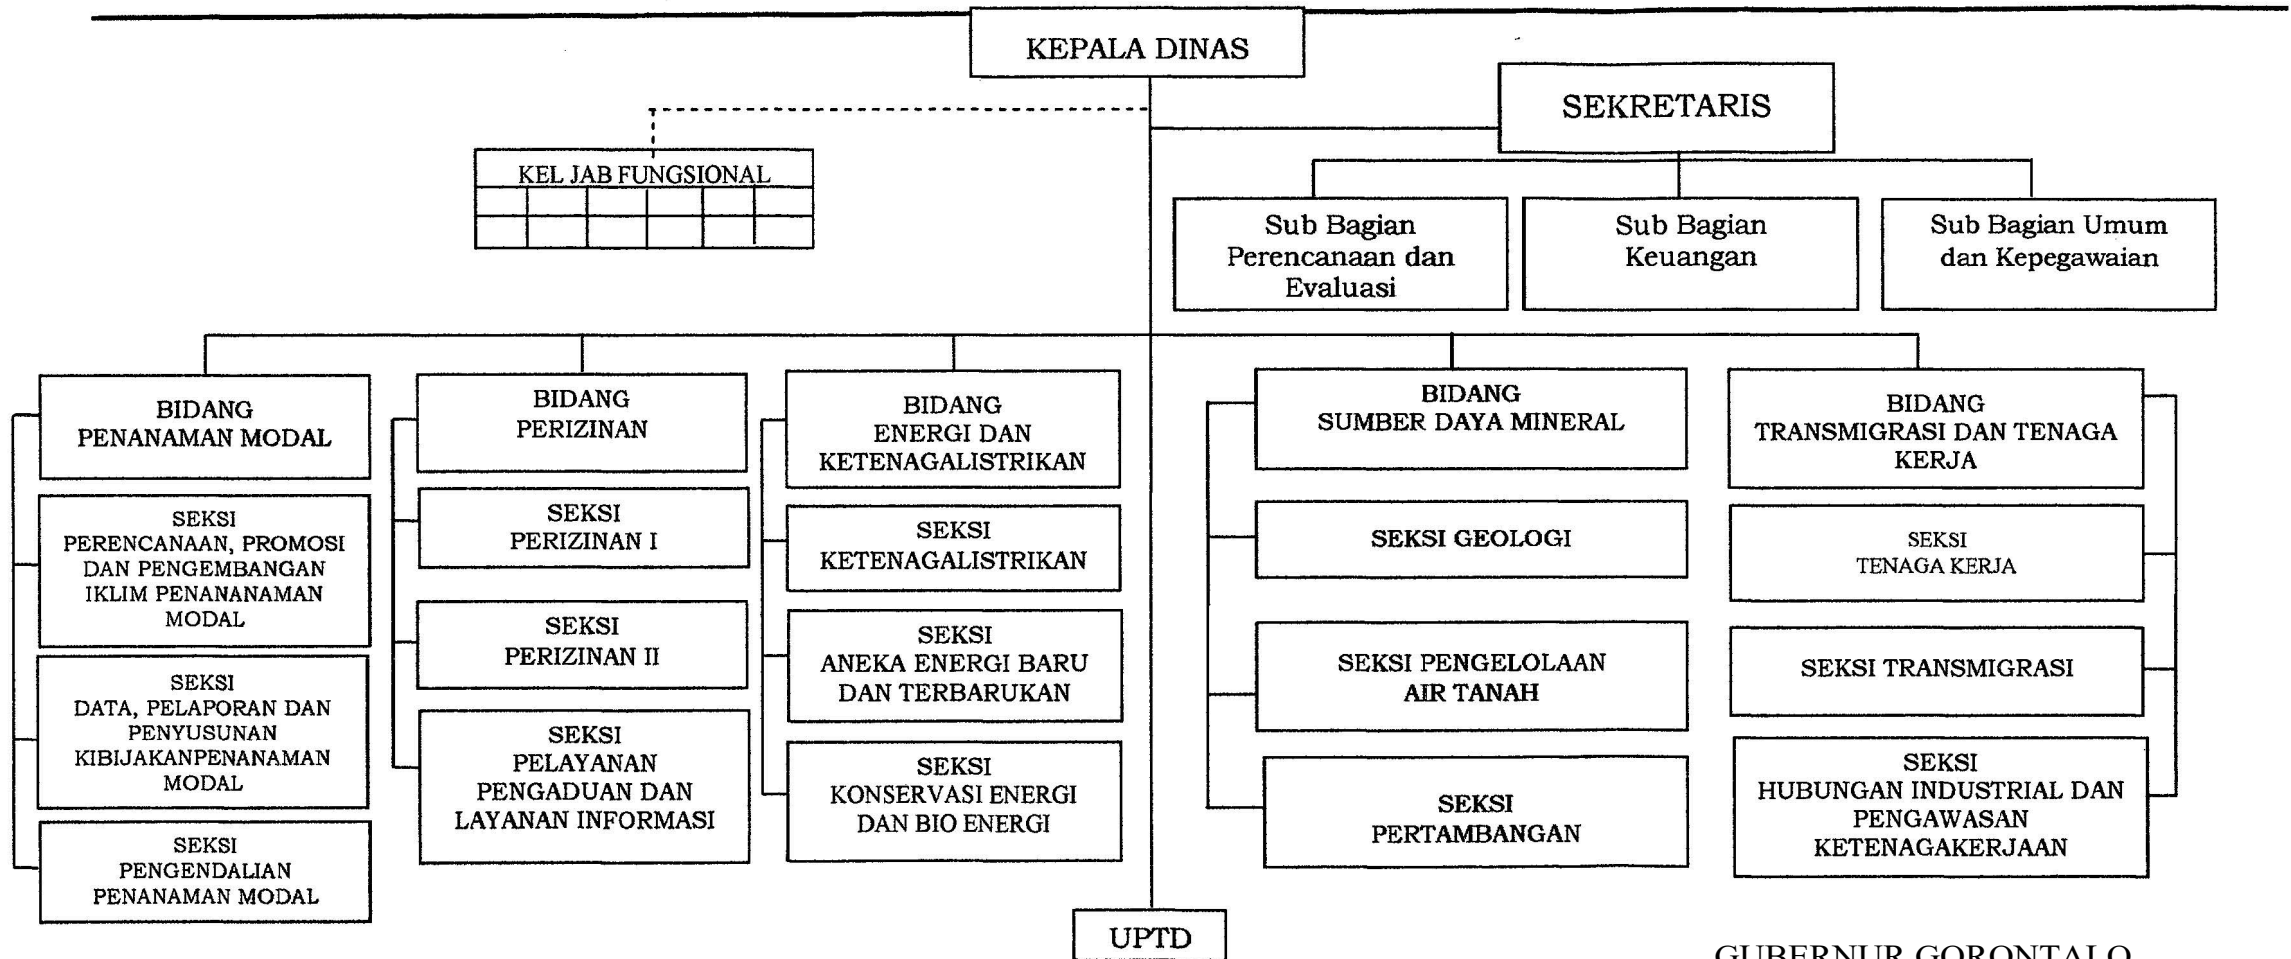 KEPALA DINAS
SEKRETARIS
KEL JAB FUNGSIONAL
Sub Bagian
Perencanaan dan
Evaluasi
Sub Bagian
Keuangan
Sub Bagian Umum
dan Kepegawaian
BIDANG
PENANAMAN MODAL
SEKSI
PERENCANAAN, PROMOSI
DAN PENGEMBANGAN
IKLIM PENANANAMAN
MODAL
SEKSI
DATA, PELAPORAN DAN
PENYUSUNAN
KIBIJAKANPENANAMAN
MODAL
SEKSI
PENGENDALIAN
PENANAMAN MODAL
BIDANG
PERIZINAN
SEKSI
PERIZINAN I
SEKSI
PERIZINAN II
SEKSI
PELAYANAN
PENGADUAN DAN
LAYANAN INFORMASI
BIDANG
ENERGI DAN
KETENAGALISTRIKAN
SEKSI
KETENAGALISTRIKAN
SEKSI
ANEKA ENERGI BARU
DAN TERBARUKAN
SEKSI
KONSERVASI ENERGI
DAN BIO ENERGI
BIDANG
SUMBER DAYA MINERAL
SEKSI GEOLOGI
SEKSI PENGELOLAAN
AIR TANAH
SEKSI
PERTAMBANGAN
BIDANG
TRANSMIGRASI DAN TENAGA
KERJA
SEKSI
TENAGA KERJA
SEKSI TRANSMIGRASI
SEKSI
HUBUNGAN INDUSTRIAL DAN
PENGAWASAN
KETENAGAKERJAAN
UPTD
GUBERNUR GORONTALO